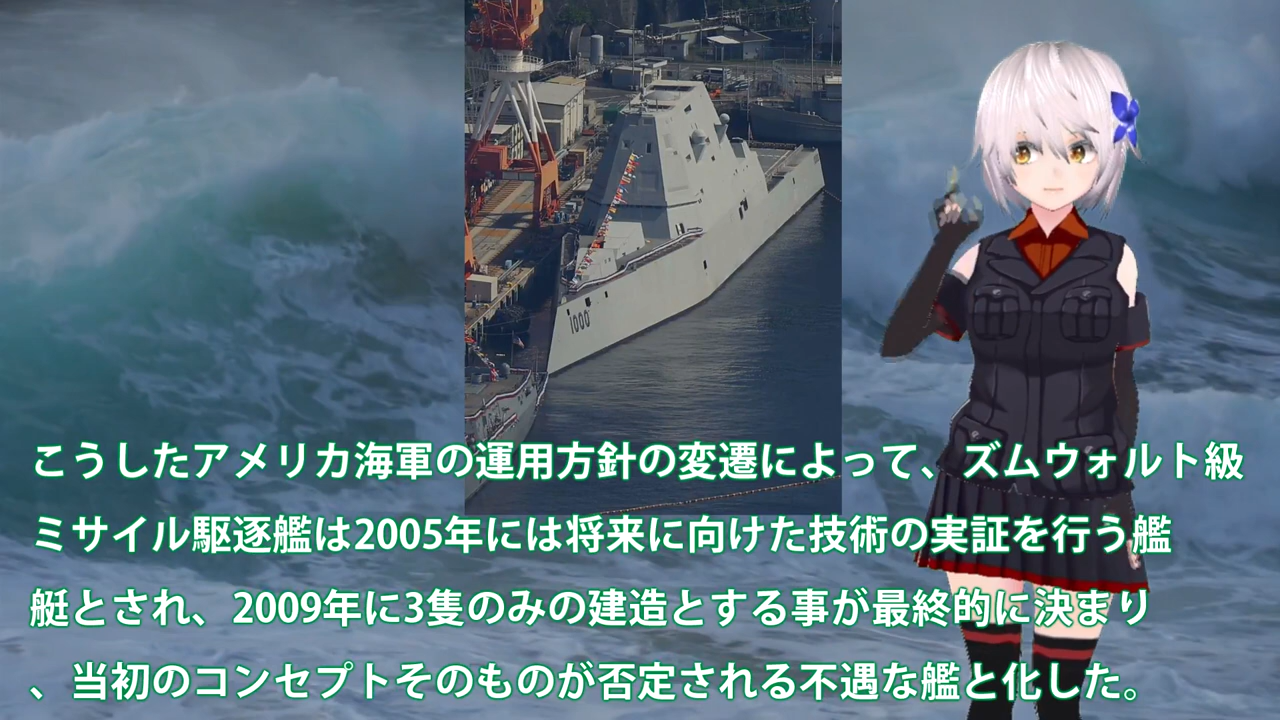 1000
こうしたアメリカ海軍の運用方針の変遷によって、ズムウォルト級
ミサイル駆逐艦は2005年には将来に向けた技術の実証を行う艦
艇とされ、2009年に3隻のみの建造とする事が最終的に決まり
、当初のコンセプトそのものが否定される不遇な艦と化した。